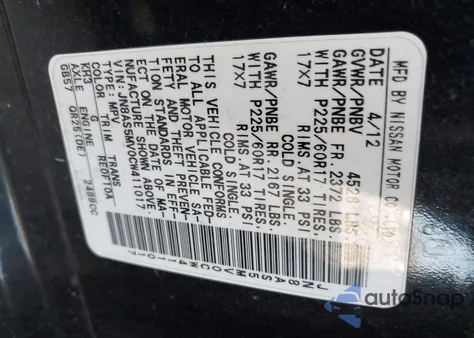 MFD BY NISSAN MOTOR CO., LTD.
DATE 4/12
GVWR/PNBV 4528 LBS.
GAWR/PNBE FR. 2372 LBS.
WITH P225/60R17 TIRES,
17X7 RIMS, AT 33 PSI
COLD SINGLE.
GAWR/PNBE RR. 2167 LBS.
WITH P225/60R17 TIRES,
17X7 RIMS, AT 33 PSI
COLD SINGLE.
THIS VEHICLE CONFORMS
TO ALL APPLICABLE FED-
ERAL MOTOR VEHICLE SA-
FETY AND THEFT PREVEN-
TION STANDARDS IN EFF-
ECT ON THE DATE OF MA-
NUFACTURE SHOWN ABOVE.
VIN:JN8AS5MV0CW411017
TYPE: MPV
COLOR G
KH3 RE0F10A
AXLE ENGINE
GB57 QR25(DE) 2488CC
autoSnap